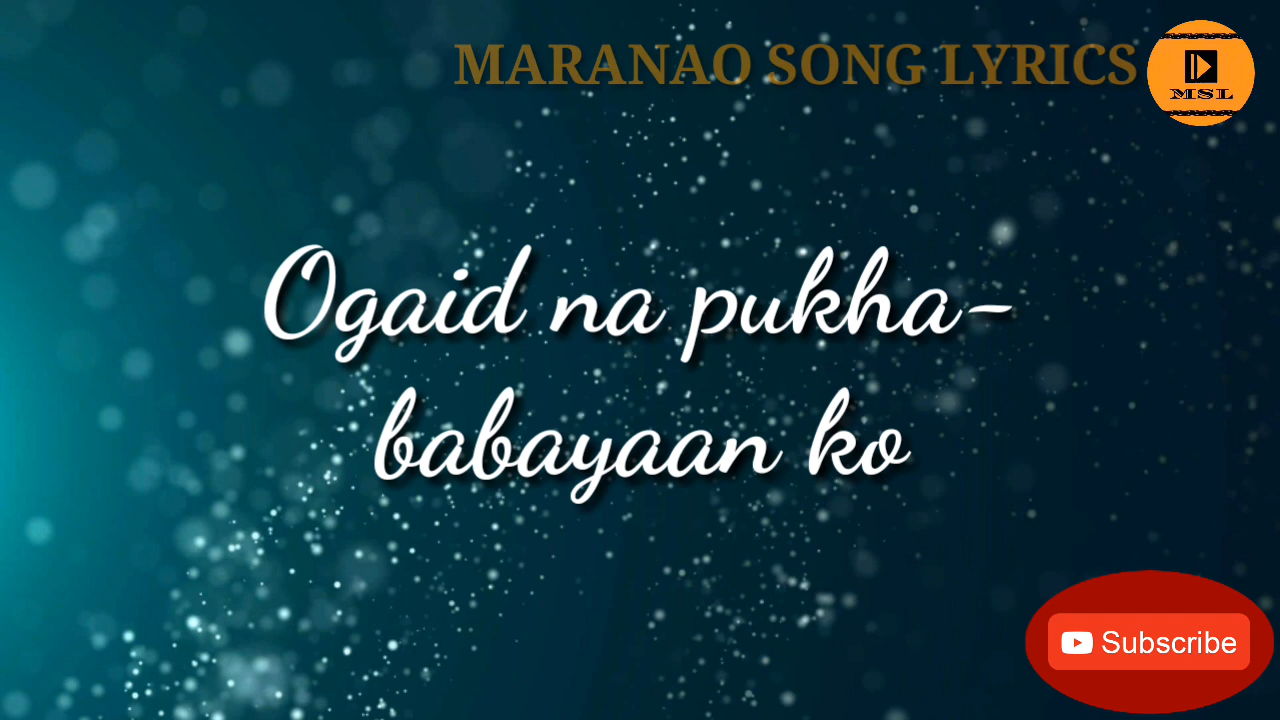 MARANAO SONG LYRICS
MSL
Ogaid na pukha-
babayaan ko
Subscribe